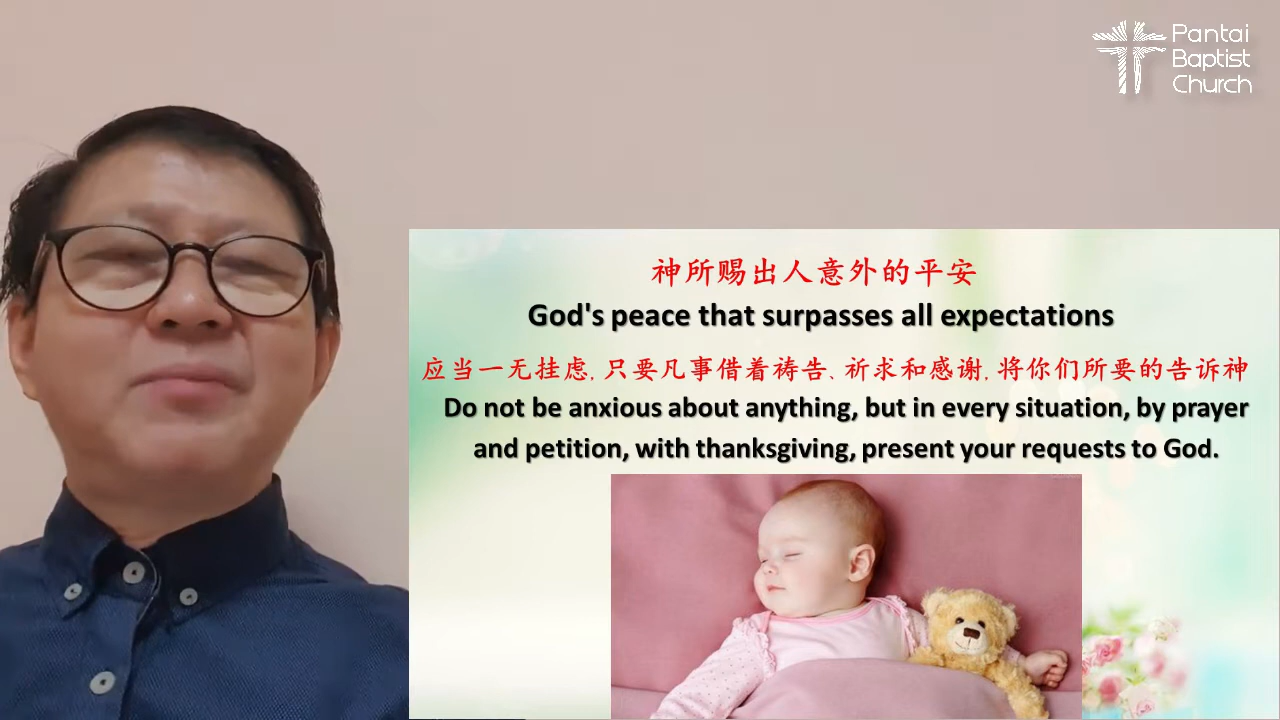 Pantai
Baptist
Church
神所赐出人意外的平安
God's peace that surpasses all expectations
应当一无挂虑, 只要凡事借着祷告、祈求和感谢, 将你们所要的告诉神
Do not be anxious about anything, but in every situation, by prayer
and petition, with thanksgiving, present your requests to God.